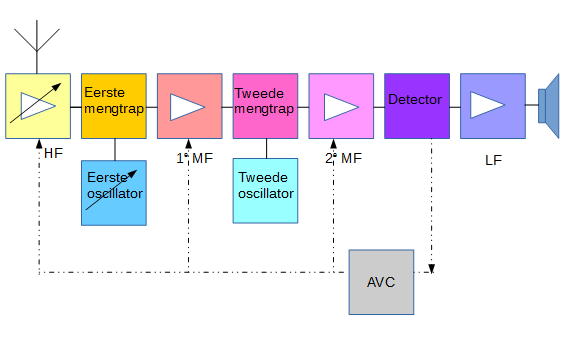 Eerste
mengtrap
Tweede
mengtrap
Detector
HF
1° MF
2° MF
LF
Eerste
oscillator
Tweede
oscillator
AVC